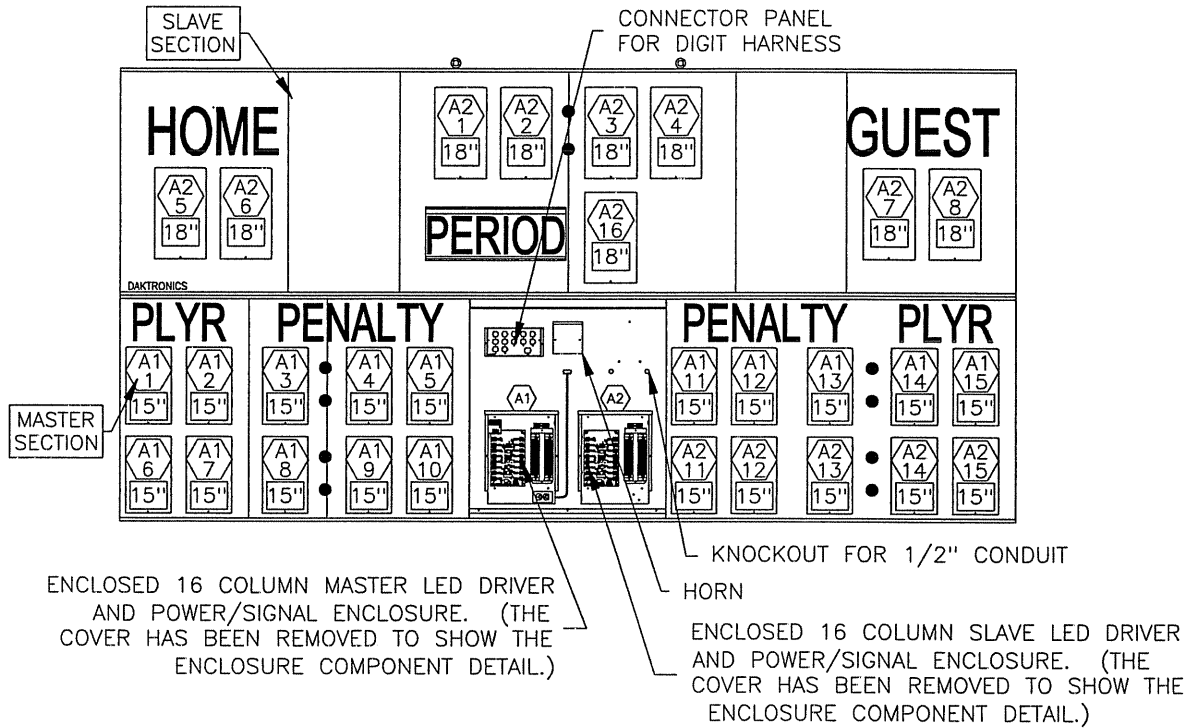 SLAVE
SECTION
CONNECTOR PANEL
FOR DIGIT HARNESS
HOME
GUEST
A2 1 18"
A2 2 18"
A2 3 18"
A2 4 18"
A2 5 18"
A2 6 18"
PERIOD
A2 16 18"
A2 7 18"
A2 8 18"
DAKTRONICS
PLYR
PENALTY
PENALTY
PLYR
A1 1 15"
A1 2 15"
A1 3 15"
A1 4 15"
A1 5 15"
A1 11 15"
A1 12 15"
A1 13 15"
A1 14 15"
A1 15 15"
A1
A2
MASTER
SECTION
A1 6 15"
A1 7 15"
A1 8 15"
A1 9 15"
A1 10 15"
A2 11 15"
A2 12 15"
A2 13 15"
A2 14 15"
A2 15 15"
KNOCKOUT FOR 1/2" CONDUIT
HORN
ENCLOSED 16 COLUMN MASTER LED DRIVER
AND POWER/SIGNAL ENCLOSURE. (THE
COVER HAS BEEN REMOVED TO SHOW THE
ENCLOSURE COMPONENT DETAIL.)
ENCLOSED 16 COLUMN SLAVE LED DRIVER
AND POWER/SIGNAL ENCLOSURE. (THE
COVER HAS BEEN REMOVED TO SHOW THE
ENCLOSURE COMPONENT DETAIL.)